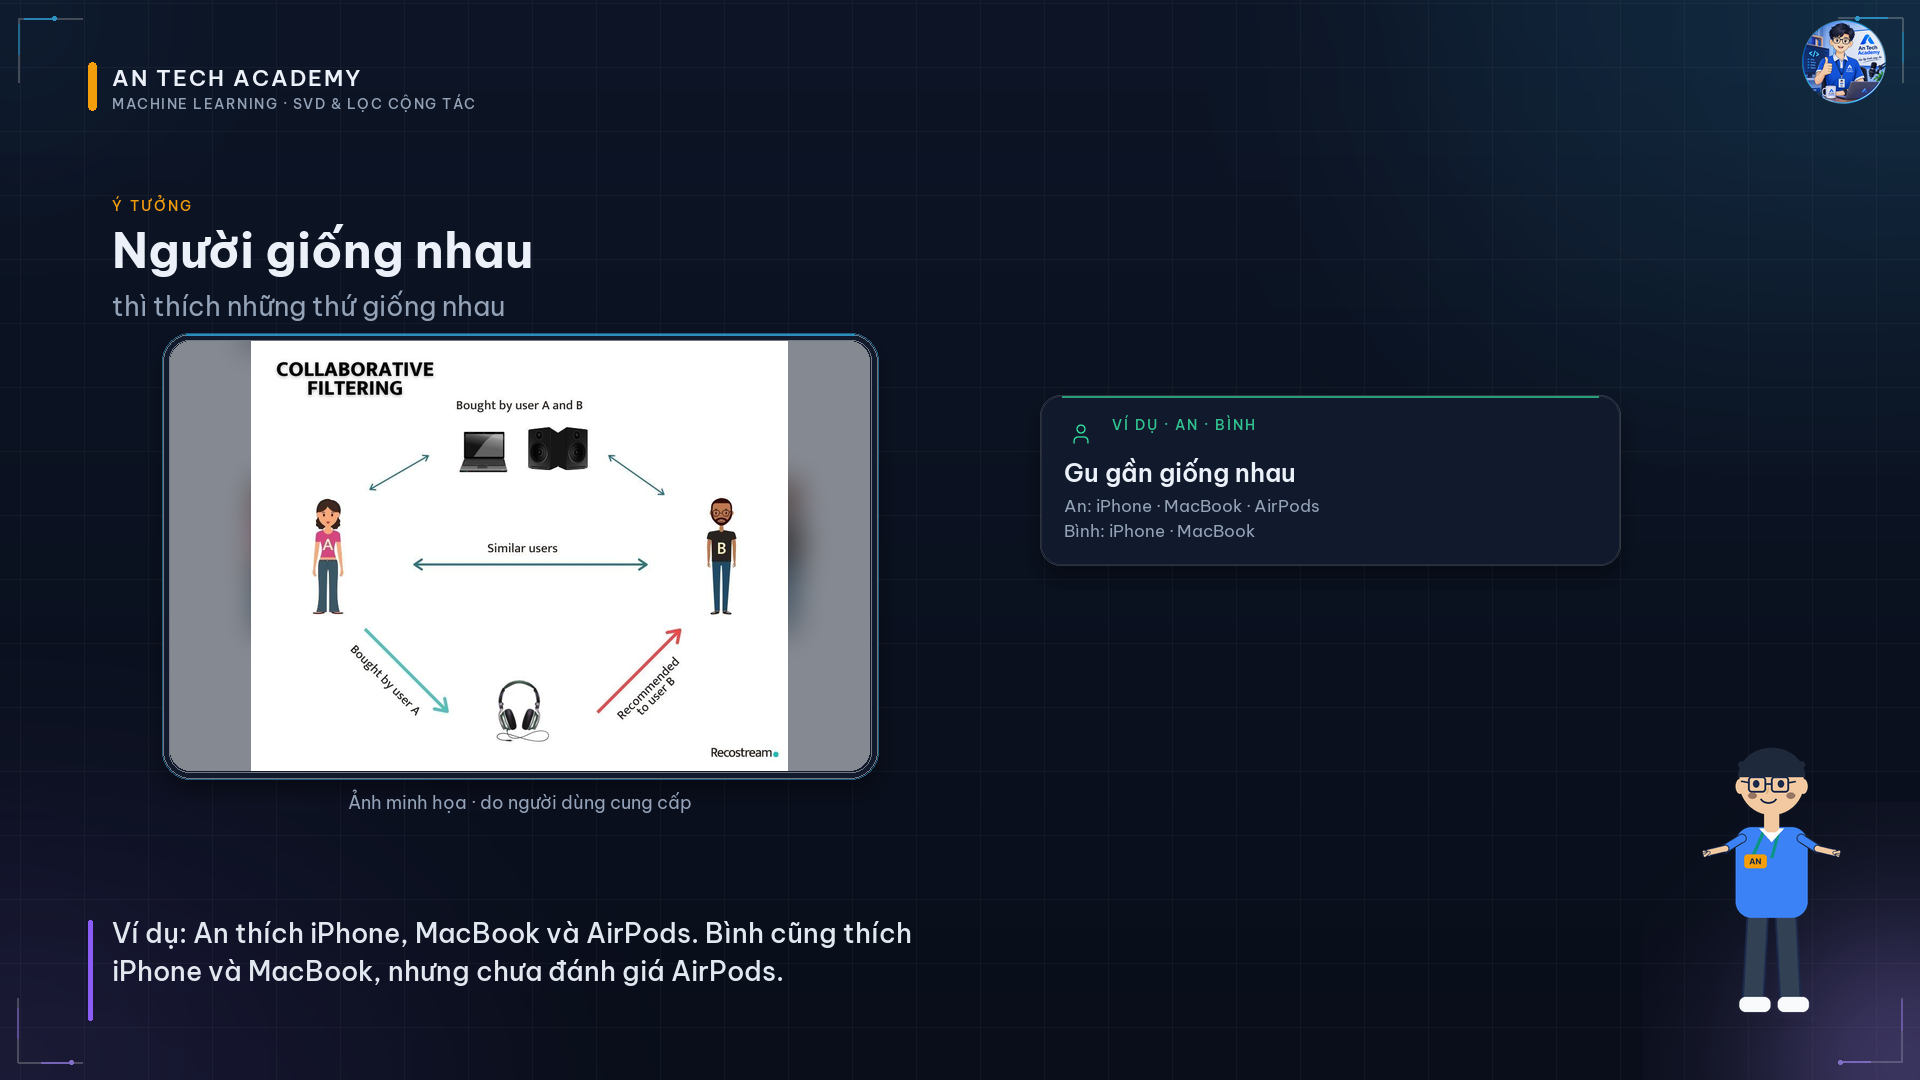 AN TECH ACADEMY
MACHINE LEARNING · SVD & LỌC CỘNG TÁC
An Tech
Academy
Ý TƯỞNG
Người giống nhau
thì thích những thứ giống nhau
COLLABORATIVE
FILTERING
Bought by user A and B
A
Similar users
B
Bought by user A
Recommended
to user B
Recostream
Ảnh minh họa · do người dùng cung cấp
VÍ DỤ · AN · BÌNH
Gu gần giống nhau
An: iPhone · MacBook · AirPods
Bình: iPhone · MacBook
AN
Ví dụ: An thích iPhone, MacBook và AirPods. Bình cũng thích
iPhone và MacBook, nhưng chưa đánh giá AirPods.